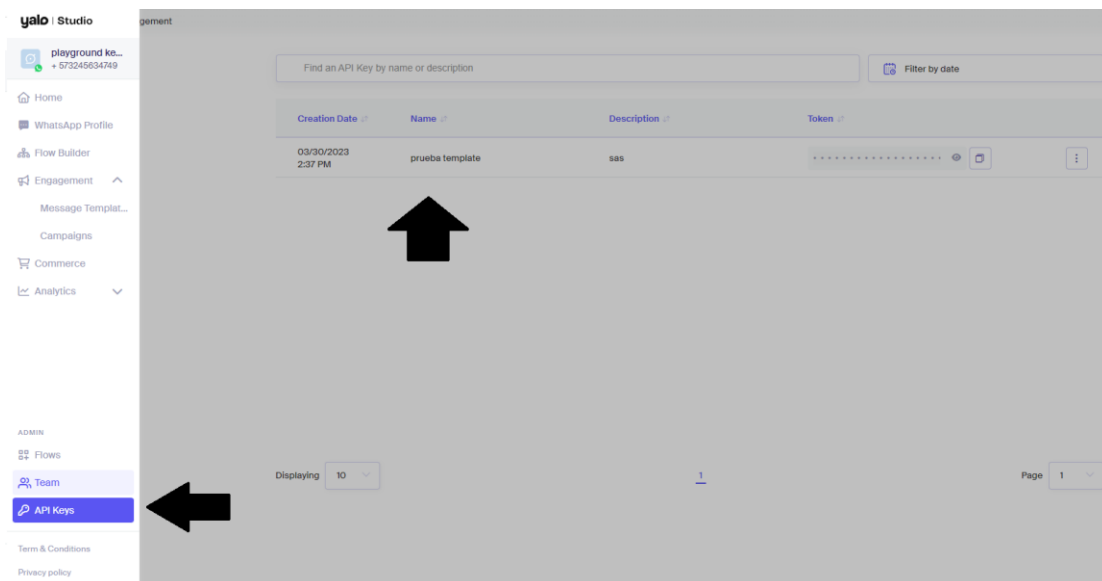 yalo | Studio
gement
playground ke...
+ 573245634749
Home
WhatsApp Profile
Flow Builder
Engagement
Message Templat...
Campaigns
Commerce
Analytics
ADMIN
Flows
Team
API Keys
Term & Conditions
Privacy policy
Find an API Key by name or description
Filter by date
Creation Date Name Description Token
03/30/2023
2:37 PM
prueba template sas
Displaying 10 1 Page 1